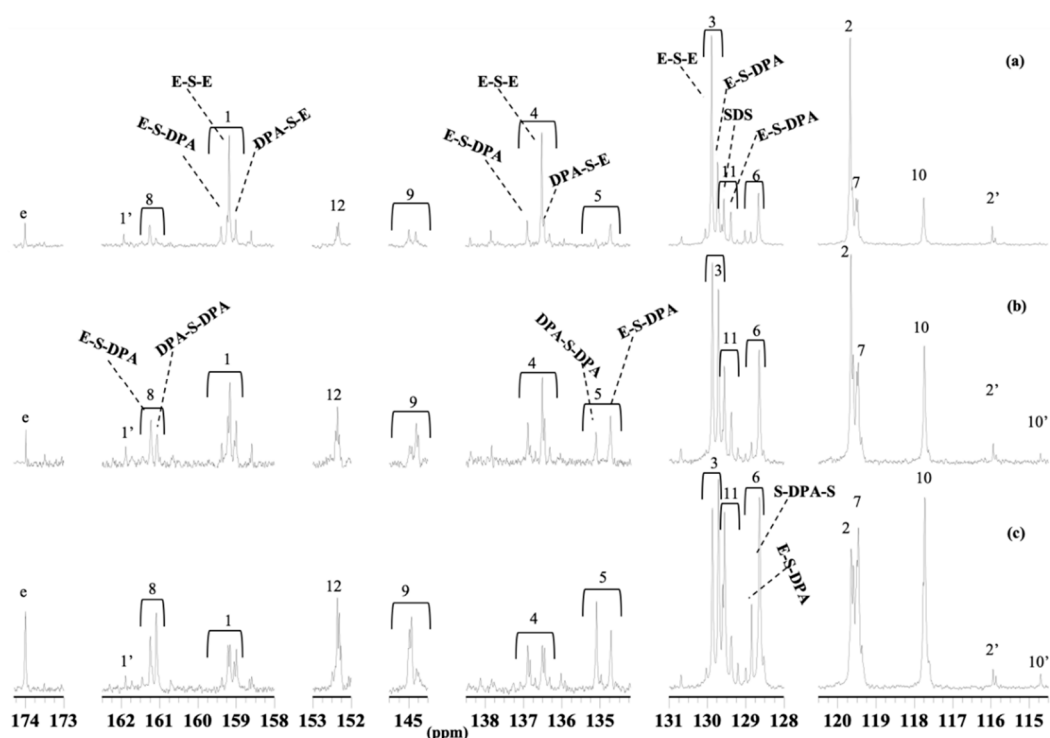 3
2
E-S-E
(a)
E-S-E
E-S-E
E-S-DPA
SDS
E-S-DPA
DPA-S-E
1
E-S-DPA
4
DPA-S-E
E-S-DPA
11
6
7
10
2'
e
1'
8
12
9
5
2
3
(b)
E-S-DPA
DPA-S-DPA
1
DPA-S-DPA
E-S-DPA
4
5
11
6
7
10
2'
10'
e
1'
8
12
9
3
11
6
S-DPA-S
E-S-DPA
10
7
2
(c)
e
1'
8
1
12
9
4
5
2'
10'
174 173 162 161 160 159 158 153 152 145 138 137 136 135 131 130 129 128 120 119 118 117 116 115
(ppm)